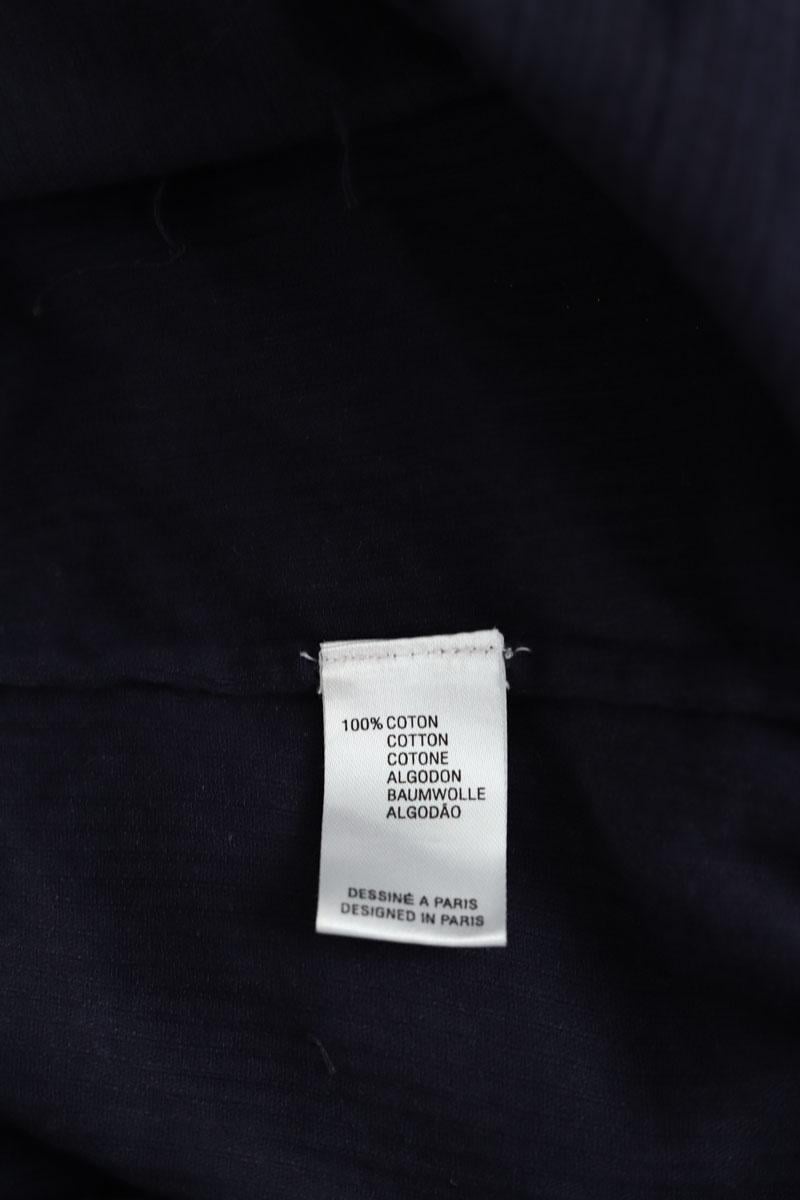 100% COTON
COTTON
COTONE
ALGODON
BAUMWOLLE
ALGODÃO
DESSINÉ A PARIS
DESIGNED IN PARIS